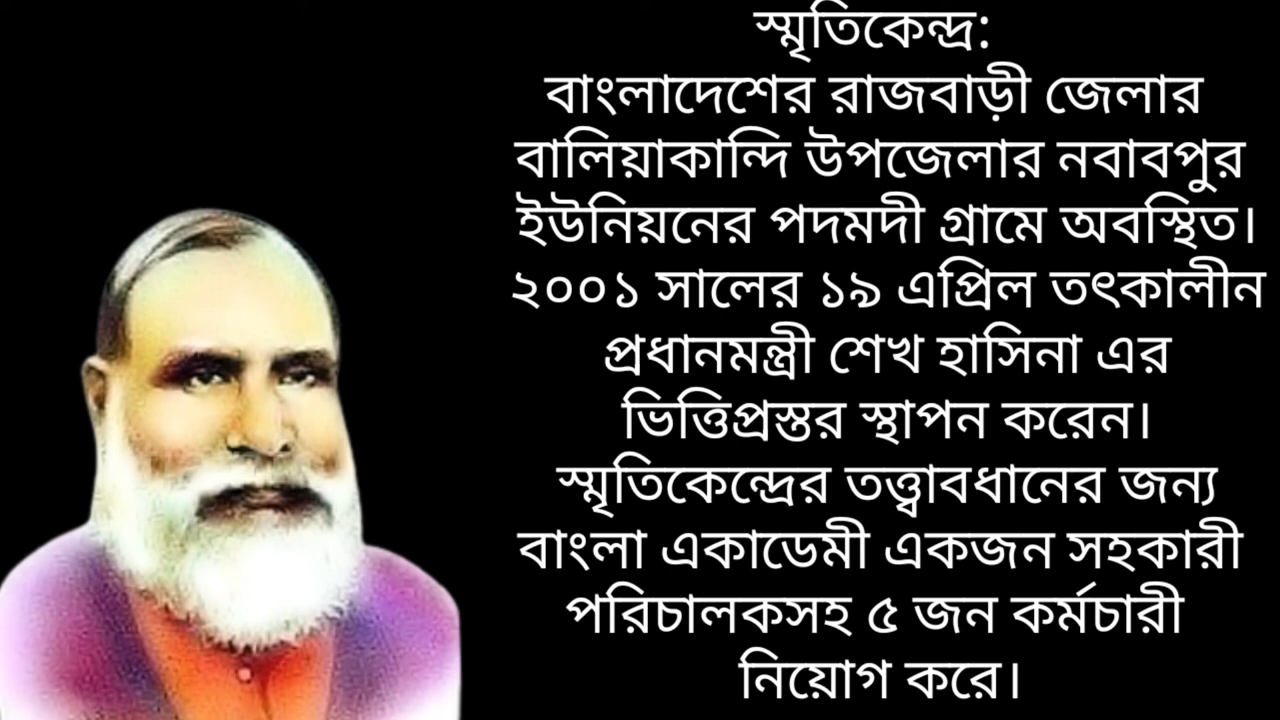 স্মৃতিকেন্দ্র:
বাংলাদেশের রাজবাড়ী জেলার
বালিয়াকান্দি উপজেলার নবাবপুর
ইউনিয়নের পদমদী গ্রামে অবস্থিত।
২০০১ সালের ১৯ এপ্রিল তৎকালীন
প্রধানমন্ত্রী শেখ হাসিনা এর
ভিত্তিপ্রস্তর স্থাপন করেন।
স্মৃতিকেন্দ্রের তত্ত্বাবধানের জন্য
বাংলা একাডেমী একজন সহকারী
পরিচালকসহ ৫ জন কর্মচারী
নিয়োগ করে।